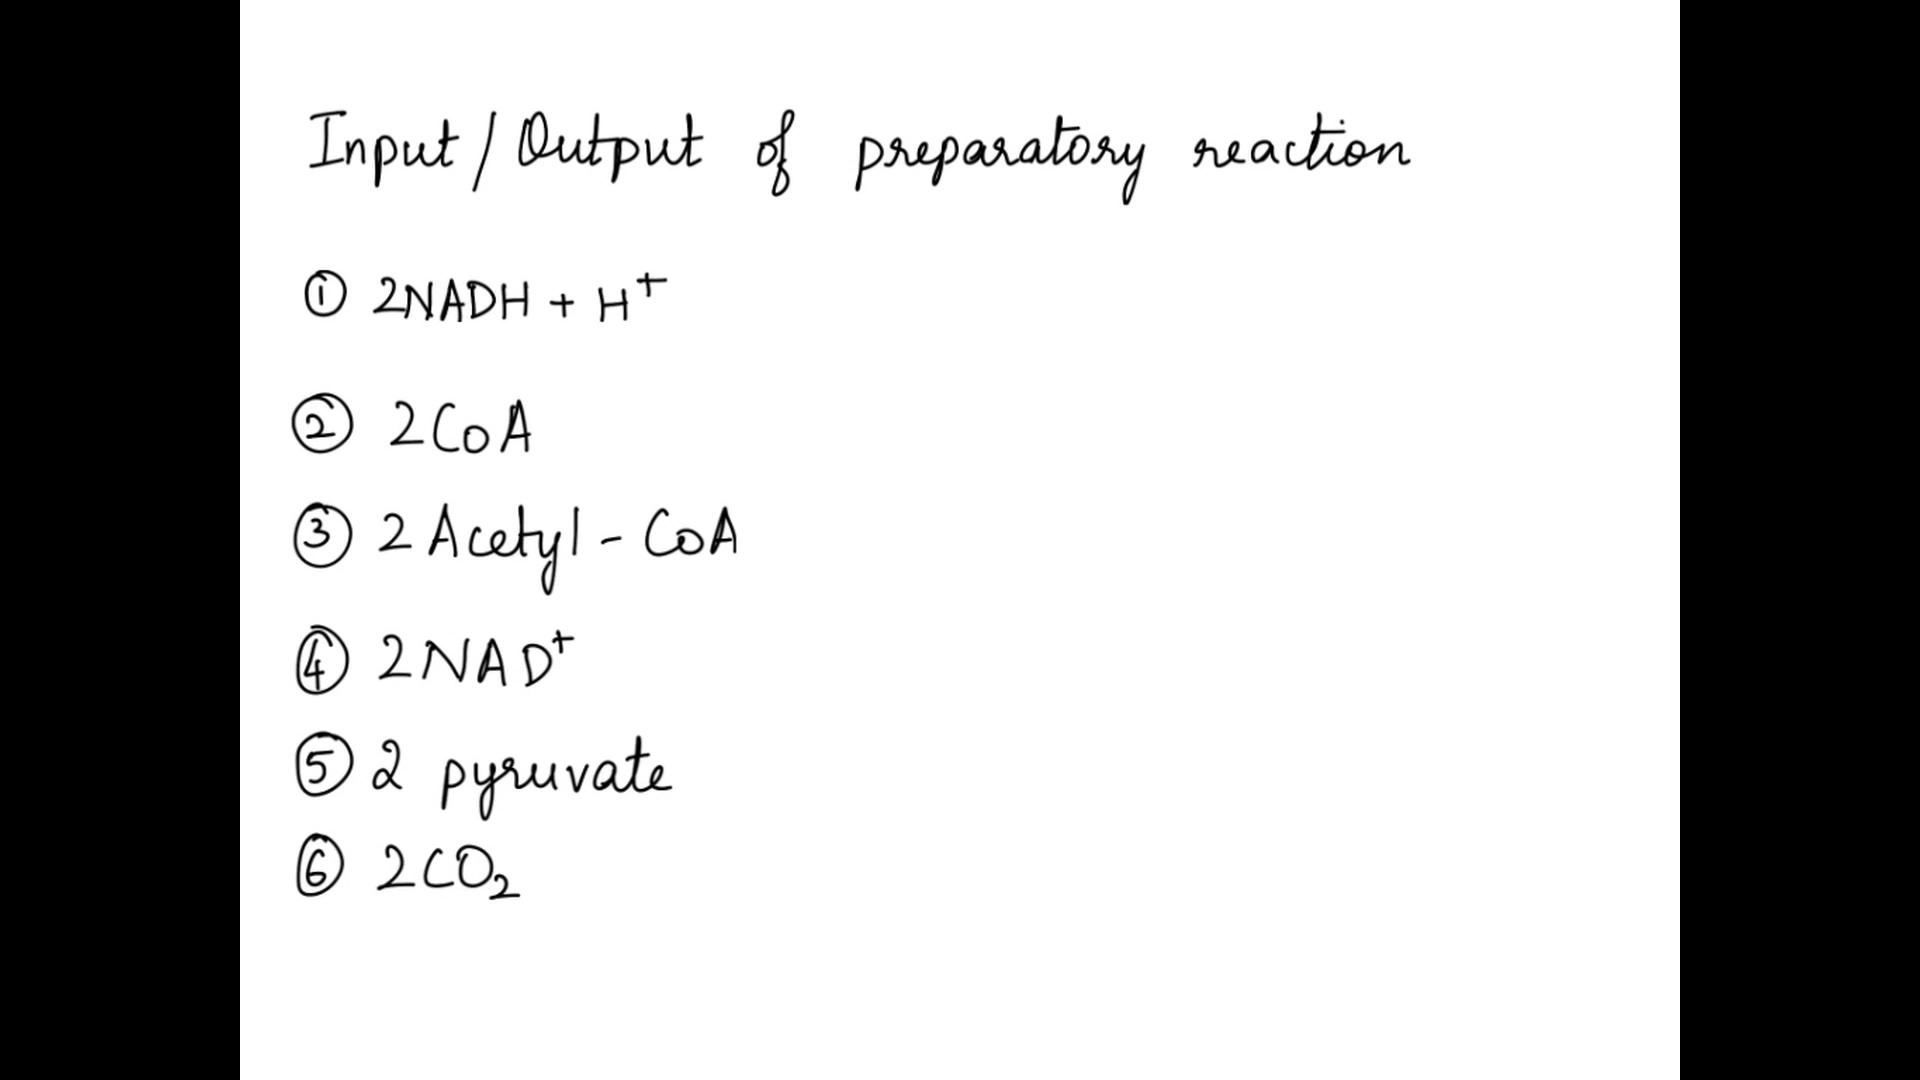 Input/Output of preparatory reaction
① 2NADH + H⁺
② 2CoA
③ 2 Acetyl - CoA
④ 2NAD⁺
⑤ 2 pyruvate
⑥ 2CO₂